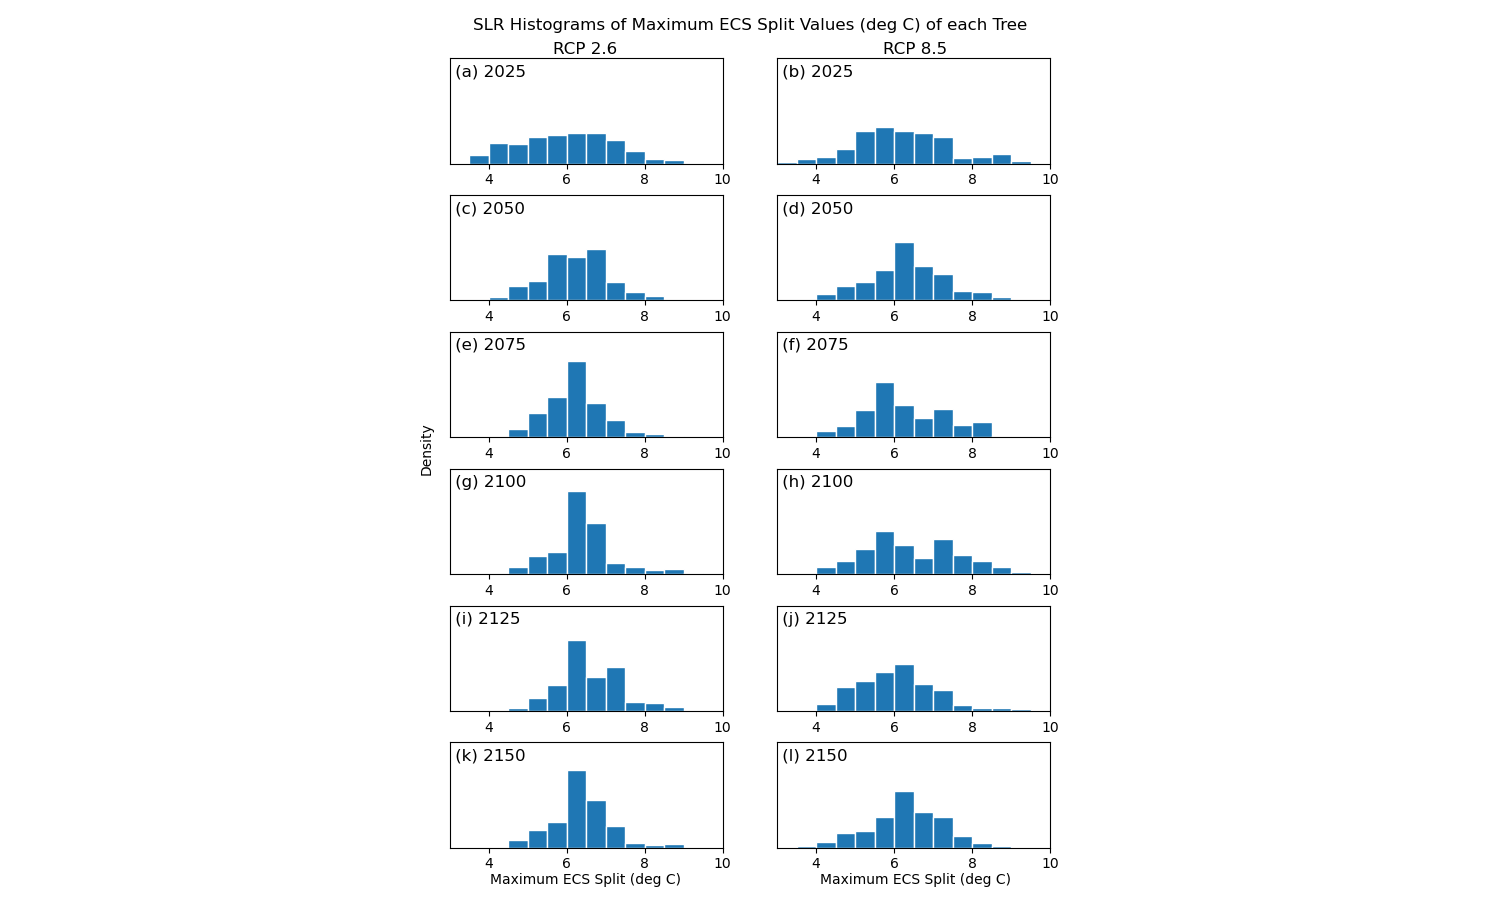 SLR Histograms of Maximum ECS Split Values (deg C) of each Tree
RCP 2.6 RCP 8.5
(a) 2025 (b) 2025
4 6 8 10 4 6 8 10
(c) 2050 (d) 2050
4 6 8 10 4 6 8 10
(e) 2075 (f) 2075
4 6 8 10 4 6 8 10
Density
(g) 2100 (h) 2100
4 6 8 10 4 6 8 10
(i) 2125 (j) 2125
4 6 8 10 4 6 8 10
(k) 2150 (l) 2150
4 6 8 10 4 6 8 10
Maximum ECS Split (deg C) Maximum ECS Split (deg C)